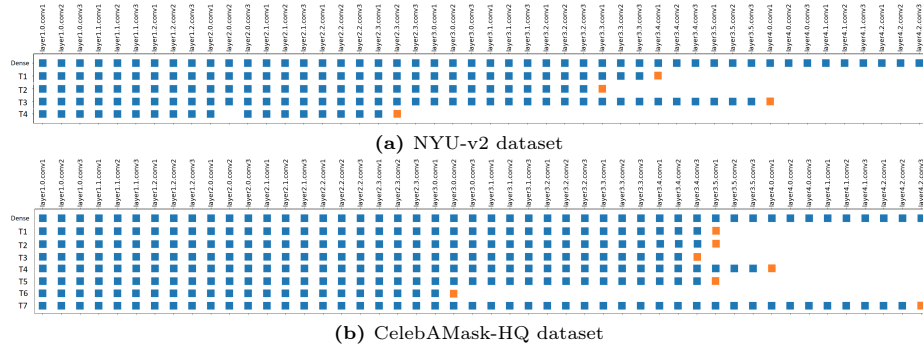 layer1.0.conv1
layer1.0.conv2
layer1.0.conv3
layer1.1.conv1
layer1.1.conv2
layer1.1.conv3
layer1.2.conv1
layer1.2.conv2
layer1.2.conv3
layer2.0.conv1
layer2.0.conv2
layer2.0.conv3
layer2.1.conv1
layer2.1.conv2
layer2.1.conv3
layer2.2.conv1
layer2.2.conv2
layer2.2.conv3
layer2.3.conv1
layer2.3.conv2
layer2.3.conv3
layer3.0.conv1
layer3.0.conv2
layer3.0.conv3
layer3.1.conv1
layer3.1.conv2
layer3.1.conv3
layer3.2.conv1
layer3.2.conv2
layer3.2.conv3
layer3.3.conv1
layer3.3.conv2
layer3.3.conv3
layer3.4.conv1
layer3.4.conv2
layer3.4.conv3
layer3.5.conv1
layer3.5.conv2
layer3.5.conv3
layer4.0.conv1
layer4.0.conv2
layer4.0.conv3
layer4.1.conv1
layer4.1.conv2
layer4.1.conv3
layer4.2.conv1
layer4.2.conv2
layer4.2.conv3
Dense
T1
T2
T3
T4
(a) NYU-v2 dataset
layer1.0.conv1
layer1.0.conv2
layer1.0.conv3
layer1.1.conv1
layer1.1.conv2
layer1.1.conv3
layer1.2.conv1
layer1.2.conv2
layer1.2.conv3
layer2.0.conv1
layer2.0.conv2
layer2.0.conv3
layer2.1.conv1
layer2.1.conv2
layer2.1.conv3
layer2.2.conv1
layer2.2.conv2
layer2.2.conv3
layer2.3.conv1
layer2.3.conv2
layer2.3.conv3
layer3.0.conv1
layer3.0.conv2
layer3.0.conv3
layer3.1.conv1
layer3.1.conv2
layer3.1.conv3
layer3.2.conv1
layer3.2.conv2
layer3.2.conv3
layer3.3.conv1
layer3.3.conv2
layer3.3.conv3
layer3.4.conv1
layer3.4.conv2
layer3.4.conv3
layer3.5.conv1
layer3.5.conv2
layer3.5.conv3
layer4.0.conv1
layer4.0.conv2
layer4.0.conv3
layer4.1.conv1
layer4.1.conv2
layer4.1.conv3
layer4.2.conv1
layer4.2.conv2
layer4.2.conv3
Dense
T1
T2
T3
T4
T5
T6
T7
(b) CelebAMask-HQ dataset